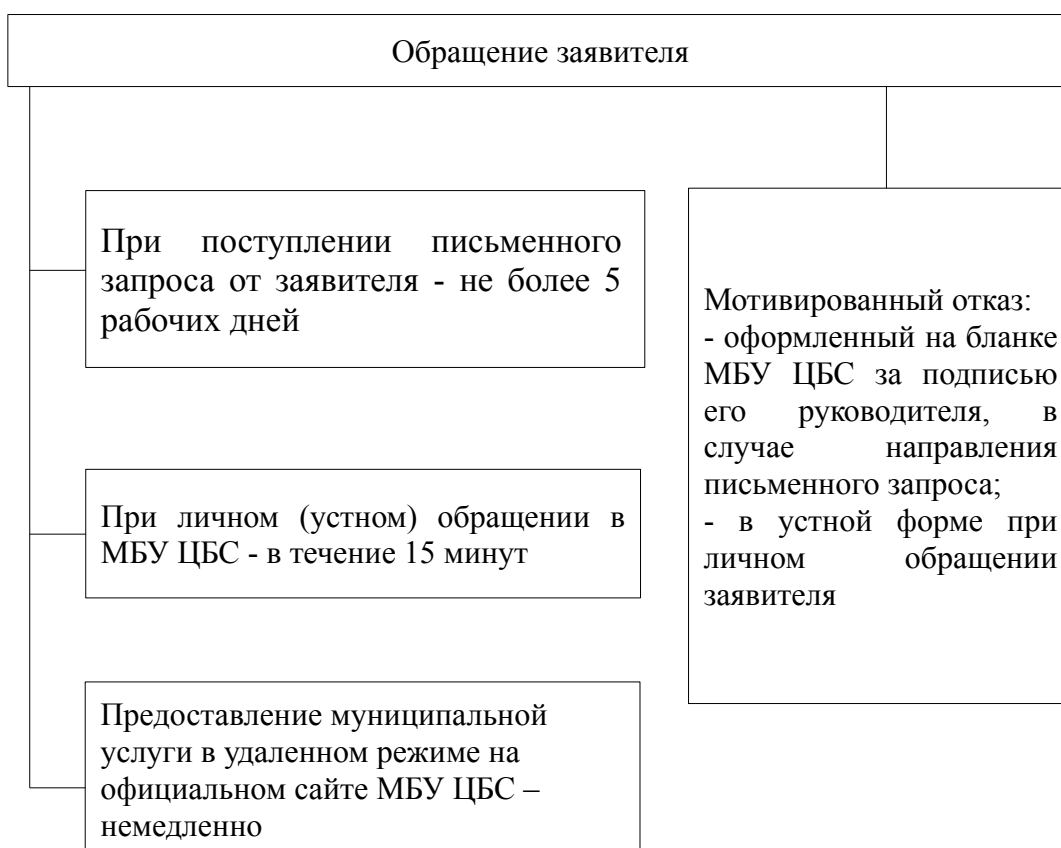 Обращение заявителя
При поступлении письменного
запроса от заявителя - не более 5
рабочих дней
При личном (устном) обращении в
МБУ ЦБС - в течение 15 минут
Предоставление муниципальной
услуги в удаленном режиме на
официальном сайте МБУ ЦБС –
немедленно
Мотивированный отказ:
- оформленный на бланке
МБУ ЦБС за подписью
его руководителя, в
случае направления
письменного запроса;
- в устной форме при
личном обращении
заявителя